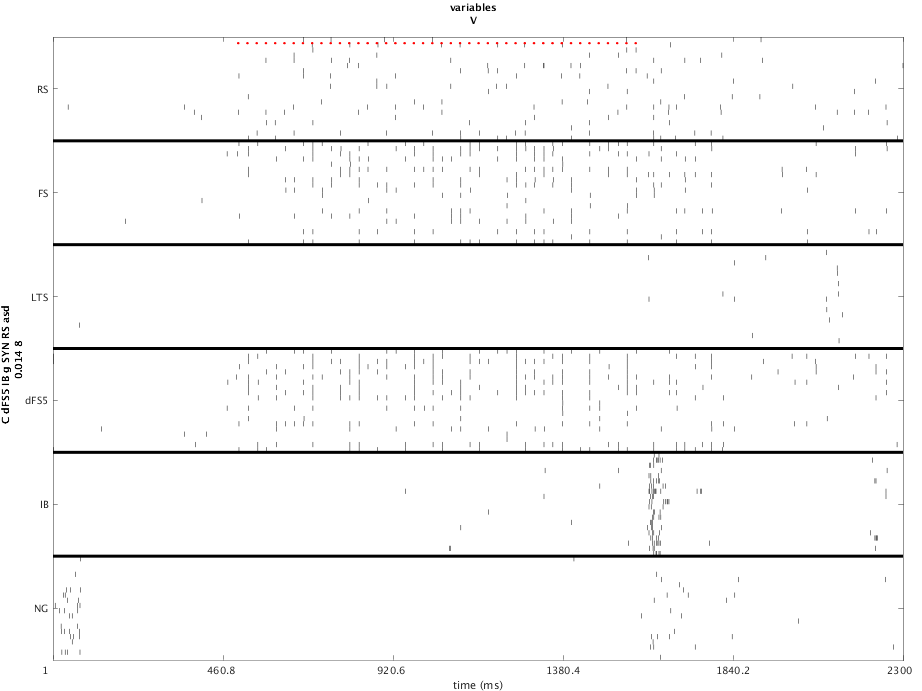 variables
V
RS
FS
LTS
dFS5
IB
NG
C dFS5 IB g SYN RS asd
0.014 8
1
460.8
920.6
1380.4
1840.2
2300
time (ms)